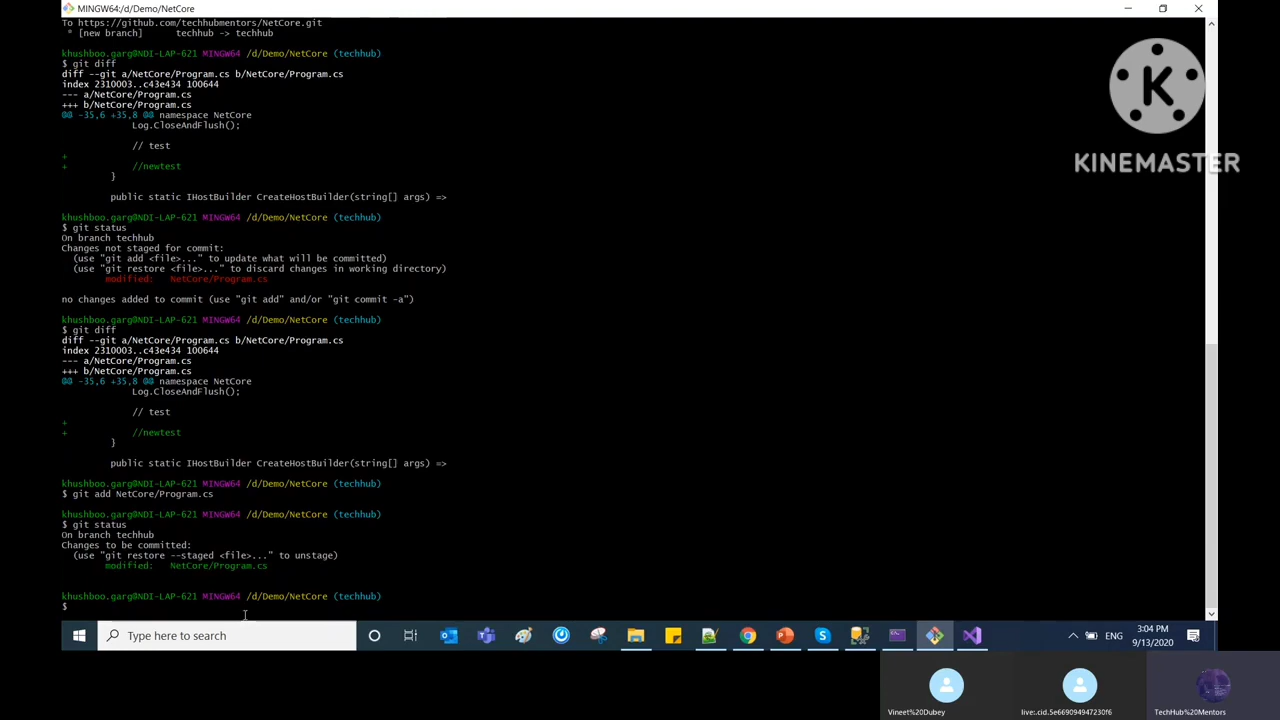 MINGW64:/d/Demo/NetCore
To https://github.com/techhubmentors/NetCore.git
* [new branch] techhub -> techhub
khushboo.garg@NDI-LAP-621 MINGW64 /d/Demo/NetCore (techhub)
$ git diff
diff --git a/NetCore/Program.cs b/NetCore/Program.cs
index 2310003..c43e434 100644
--- a/NetCore/Program.cs
+++ b/NetCore/Program.cs
@@ -35,6 +35,8 @@ namespace NetCore
Log.CloseAndFlush();
// test
+
+ //newtest
}
public static IHostBuilder CreateHostBuilder(string[] args) =>
khushboo.garg@NDI-LAP-621 MINGW64 /d/Demo/NetCore (techhub)
$ git status
On branch techhub
Changes not staged for commit:
(use "git add <file>..." to update what will be committed)
(use "git restore <file>..." to discard changes in working directory)
modified: NetCore/Program.cs
no changes added to commit (use "git add" and/or "git commit -a")
khushboo.garg@NDI-LAP-621 MINGW64 /d/Demo/NetCore (techhub)
$ git diff
diff --git a/NetCore/Program.cs b/NetCore/Program.cs
index 2310003..c43e434 100644
--- a/NetCore/Program.cs
+++ b/NetCore/Program.cs
@@ -35,6 +35,8 @@ namespace NetCore
Log.CloseAndFlush();
// test
+
+ //newtest
}
public static IHostBuilder CreateHostBuilder(string[] args) =>
khushboo.garg@NDI-LAP-621 MINGW64 /d/Demo/NetCore (techhub)
$ git add NetCore/Program.cs
khushboo.garg@NDI-LAP-621 MINGW64 /d/Demo/NetCore (techhub)
$ git status
On branch techhub
Changes to be committed:
(use "git restore --staged <file>..." to unstage)
modified: NetCore/Program.cs
khushboo.garg@NDI-LAP-621 MINGW64 /d/Demo/NetCore (techhub)
$
K
KINEMASTER
Type here to search
ENG
3:04 PM
9/13/2020
Vineet%20Dubey
live:.cid.5e669094947230f6
TechHub%20Mentors